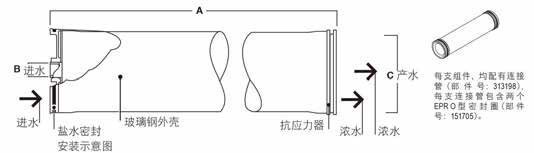 A
B 进水
进水
盐水密封
安装示意图
玻璃钢外壳
抗应力器
浓水
浓水
C 产水
每支组件，均配有连接
管（部 件 号：313198），
每支连接管包含两个
EPRO型密封圈（部件
号：151705）。